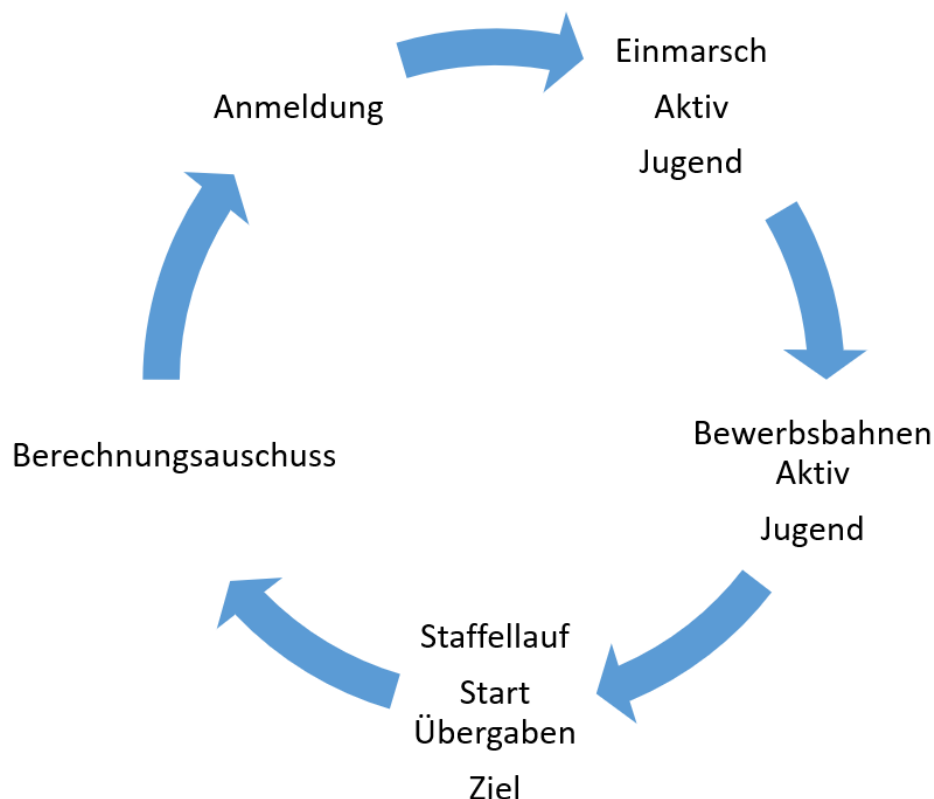 Anmeldung
Einmarsch
Aktiv
Jugend
Bewerbsbahnen
Aktiv
Jugend
Staffellauf
Start
Übergaben
Ziel
Berechnungsauschuss